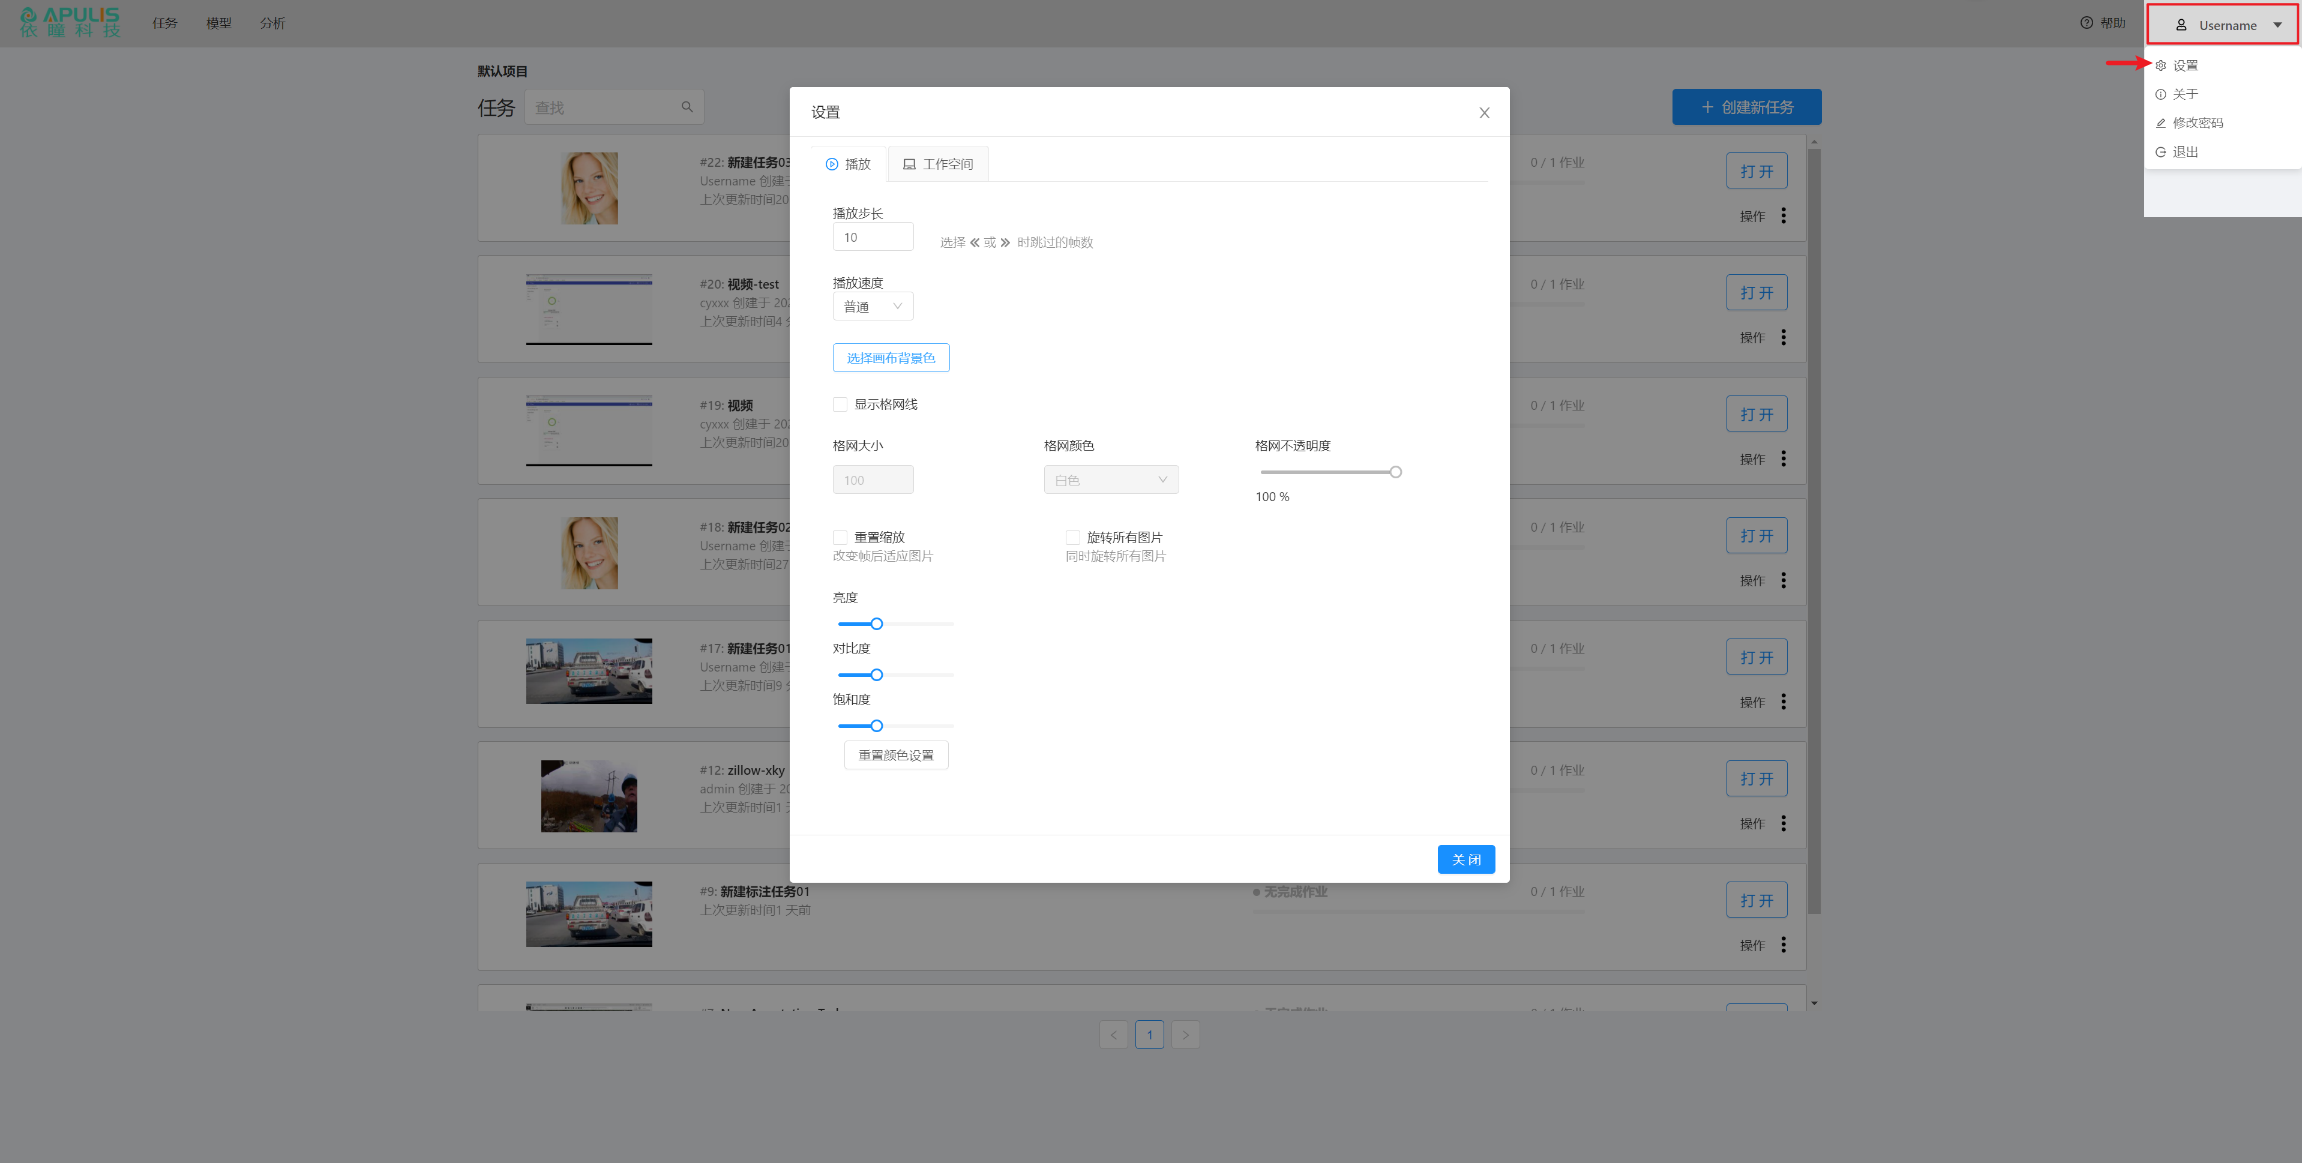 APULIS
依瞳科技
任务
模型
分析
帮助
Username
设置
关于
修改密码
退出
默认项目
任务
查找
创建新任务
设置
播放
工作空间
播放步长
10
选择 或 时跳过的帧数
播放速度
普通
选择画布背景色
显示格网线
格网大小
格网颜色
格网不透明度
100
白色
100 %
重置缩放
改变帧后适应图片
旋转所有图片
同时旋转所有图片
亮度
对比度
饱和度
重置颜色设置
关闭
#22: 新建任务03
Username 创建于
上次更新时间20
0 / 1 作业
打开
操作
#20: 视频-test
cyxxx 创建于 202
上次更新时间4
0 / 1 作业
打开
操作
#19: 视频
cyxxx 创建于 202
上次更新时间20
0 / 1 作业
打开
操作
#18: 新建任务02
Username 创建于
上次更新时间27
0 / 1 作业
打开
操作
#17: 新建任务01
Username 创建于
上次更新时间9
0 / 1 作业
打开
操作
#12: zillow-xky
admin 创建于 20
上次更新时间1
0 / 1 作业
打开
操作
#9: 新建标注任务01
上次更新时间1 天前
无完成作业
0 / 1 作业
打开
操作
1